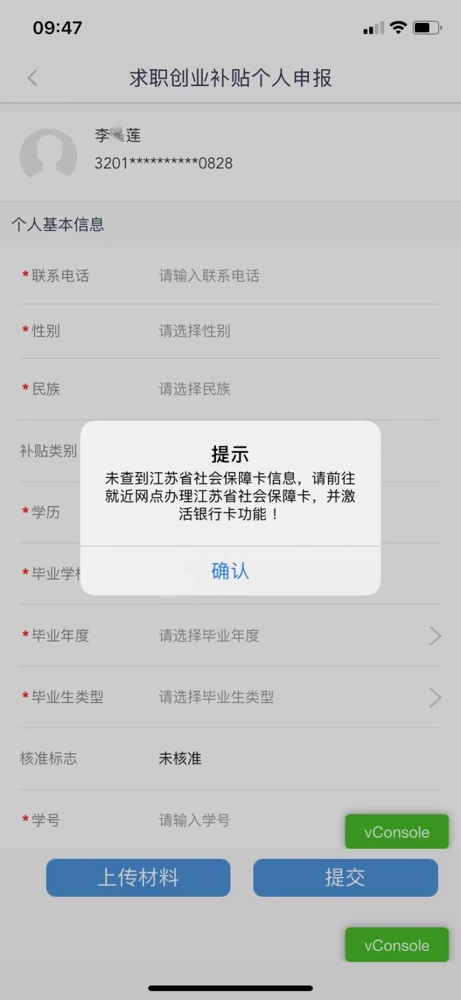 09:47
求职创业补贴个人申报
李 莲
3201**********0828
个人基本信息
*联系电话 请输入联系电话
*性别 请选择性别
*民族 请选择民族
补贴类别
提示
未查到江苏省社会保障卡信息，请前往
就近网点办理江苏省社会保障卡，并激
活银行卡功能！
*学历
确认
*毕业学
*毕业年度 请选择毕业年度
*毕业生类型 请选择毕业生类型
核准标志 未核准
*学号 请输入学号
vConsole
上传材料 提交
vConsole